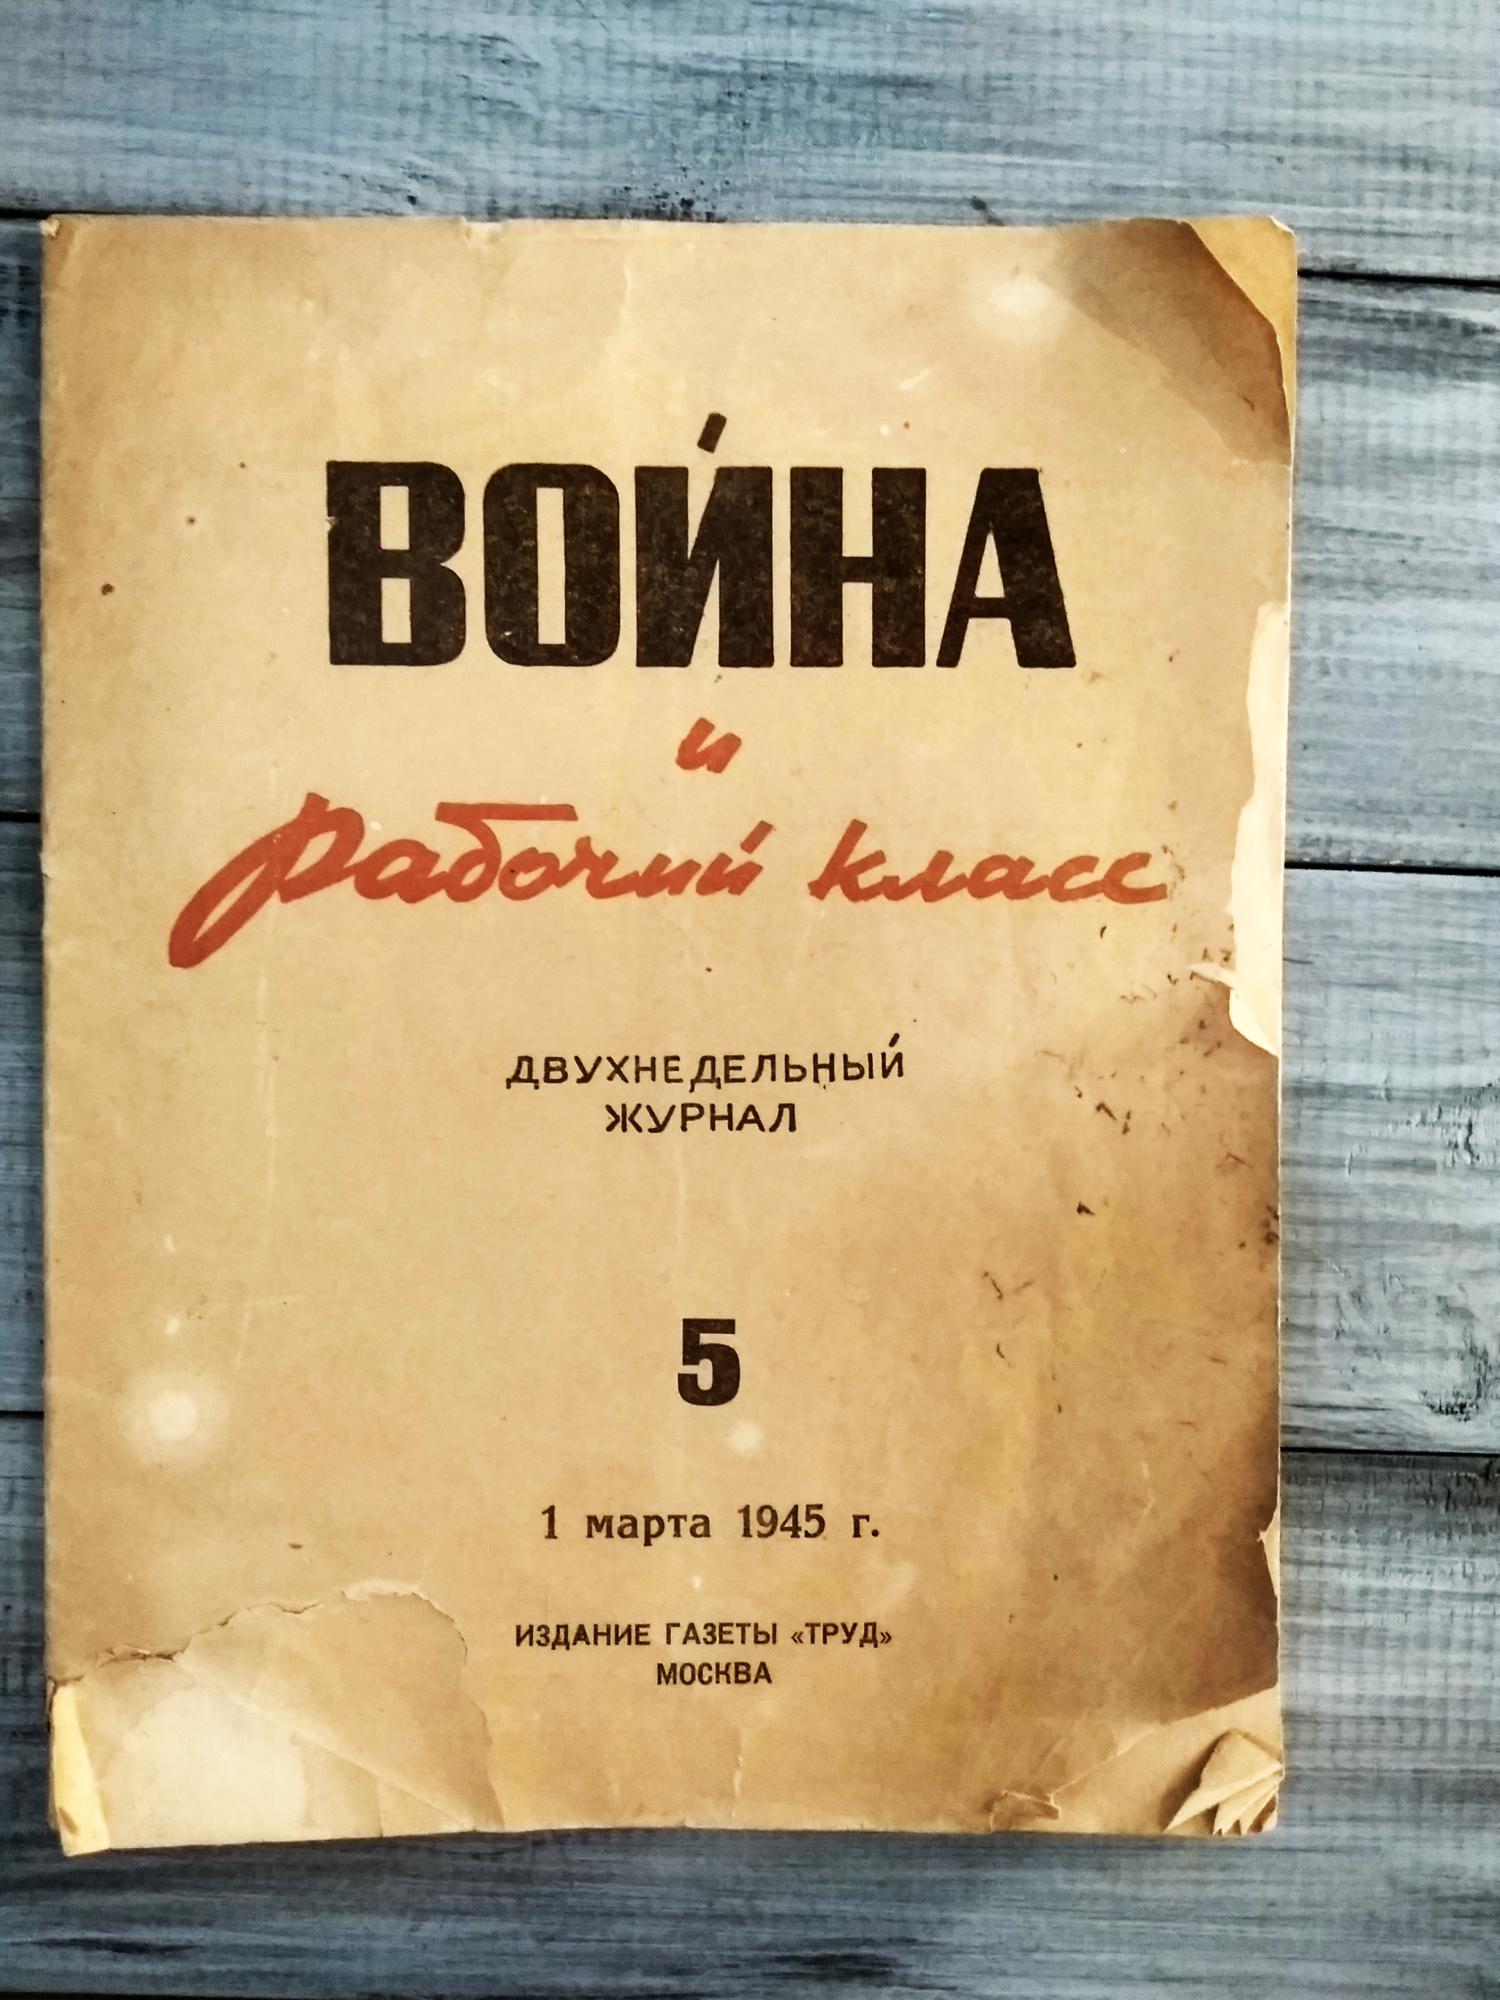 ВОЙНА
и
рабочий класс
ДВУХНЕДЕЛЬНЫЙ
ЖУРНАЛ
5
1 марта 1945 г.
ИЗДАНИЕ ГАЗЕТЫ «ТРУД»
МОСКВА